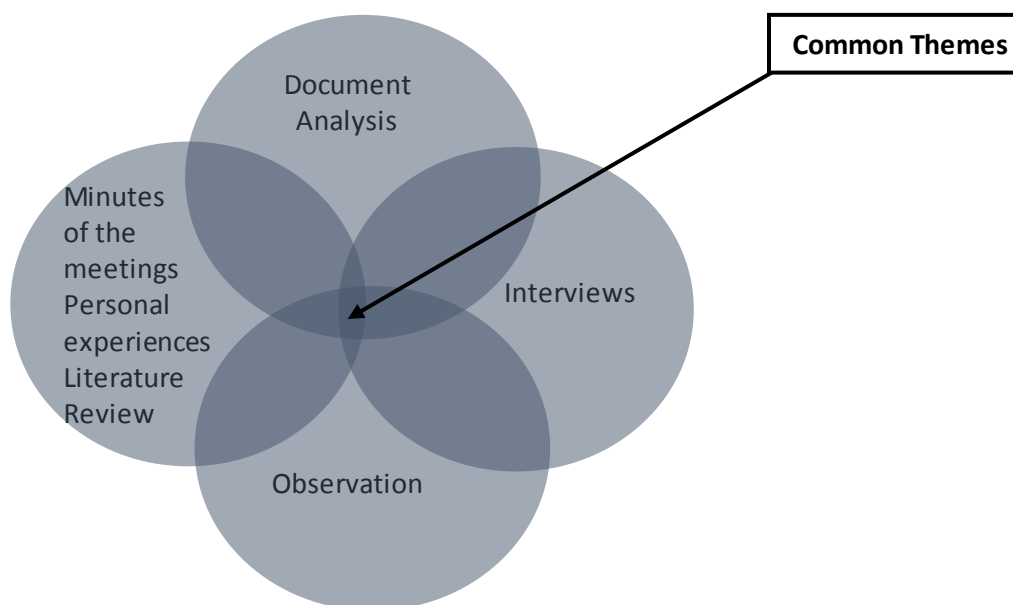 Common Themes
Document
Analysis
Minutes
of the
meetings
Personal
experiences
Literature
Review
Interviews
Observation